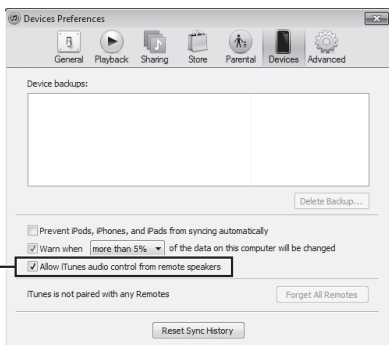 Devices Preferences
General Playback Sharing Store Parental Devices Advanced
Device backups:
Delete Backup...
Prevent iPods, iPhones, and iPads from syncing automatically
Warn when more than 5% of the data on this computer will be changed
Allow iTunes audio control from remote speakers
iTunes is not paired with any Remotes Forget All Remotes
Reset Sync History